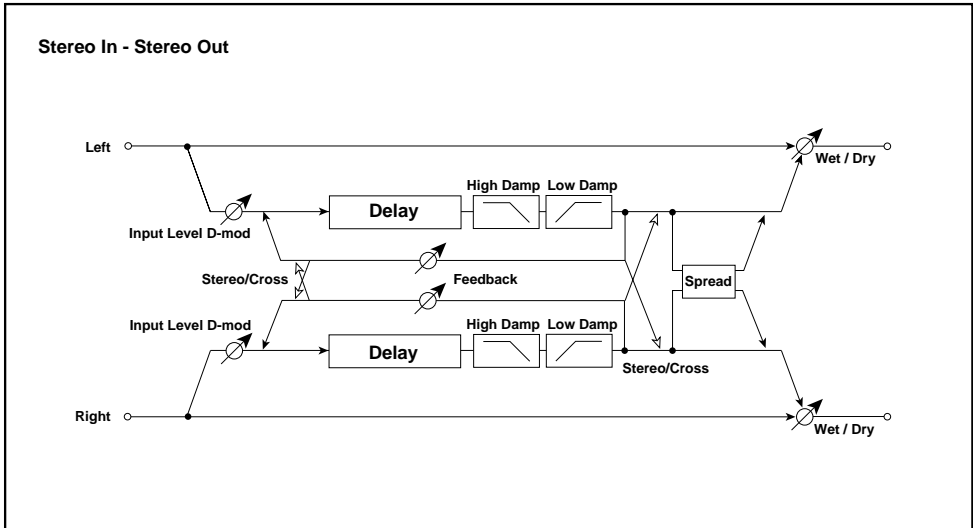 Stereo In - Stereo Out
Left
Wet / Dry
High Damp
Low Damp
Delay
Input Level D-mod
Stereo/Cross
Feedback
Spread
Input Level D-mod
High Damp
Low Damp
Delay
Stereo/Cross
Right
Wet / Dry